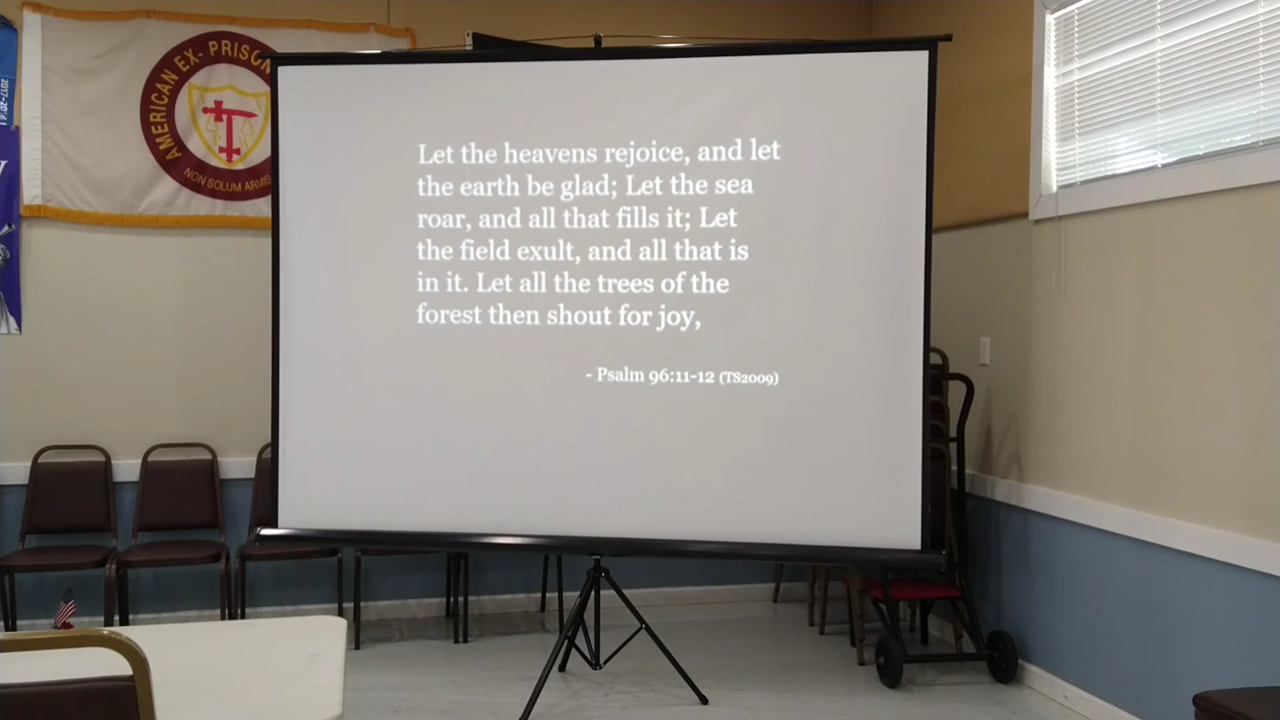 AMERICAN EX-PRISON
NON SOLUM ARMIS
2017-2021
Let the heavens rejoice, and let
the earth be glad; Let the sea
roar, and all that fills it; Let
the field exult, and all that is
in it. Let all the trees of the
forest then shout for joy,
- Psalm 96:11-12 (TS2009)